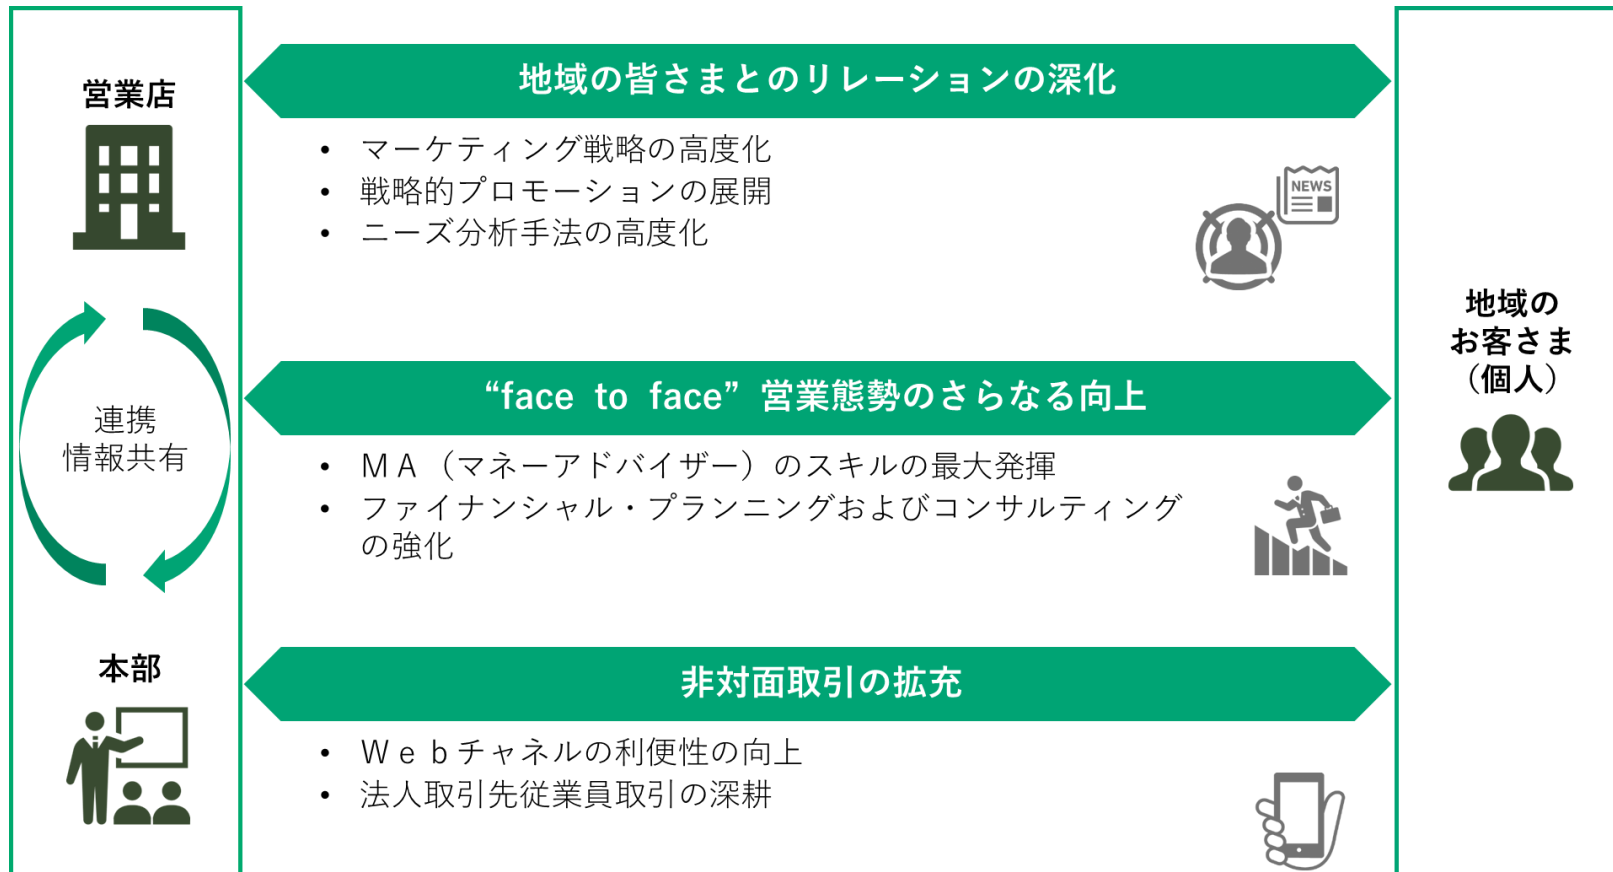 営業店
連携
情報共有
本部
地域の皆さまとのリレーションの深化
• マーケティング戦略の高度化
• 戦略的プロモーションの展開
• ニーズ分析手法の高度化
NEWS
“face to face” 営業態勢のさらなる向上
• ＭＡ（マネーアドバイザー）のスキルの最大発揮
• ファイナンシャル・プランニングおよびコンサルティング
の強化
非対面取引の拡充
• Ｗｅｂチャネルの利便性の向上
• 法人取引先従業員取引の深耕
地域の
お客さま
（個人）